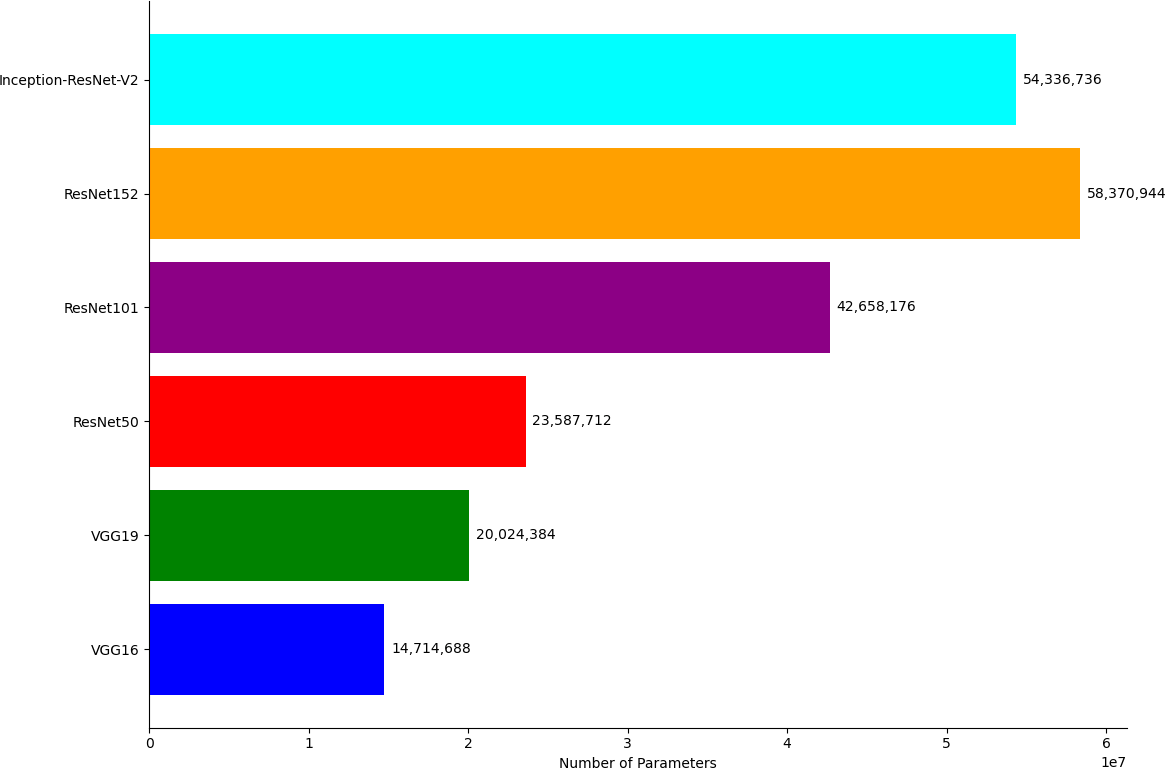 Inception-ResNet-V2 54,336,736
ResNet152 58,370,944
ResNet101 42,658,176
ResNet50 23,587,712
VGG19 20,024,384
VGG16 14,714,688
0 1 2 3 4 5 6
Number of Parameters 1e7